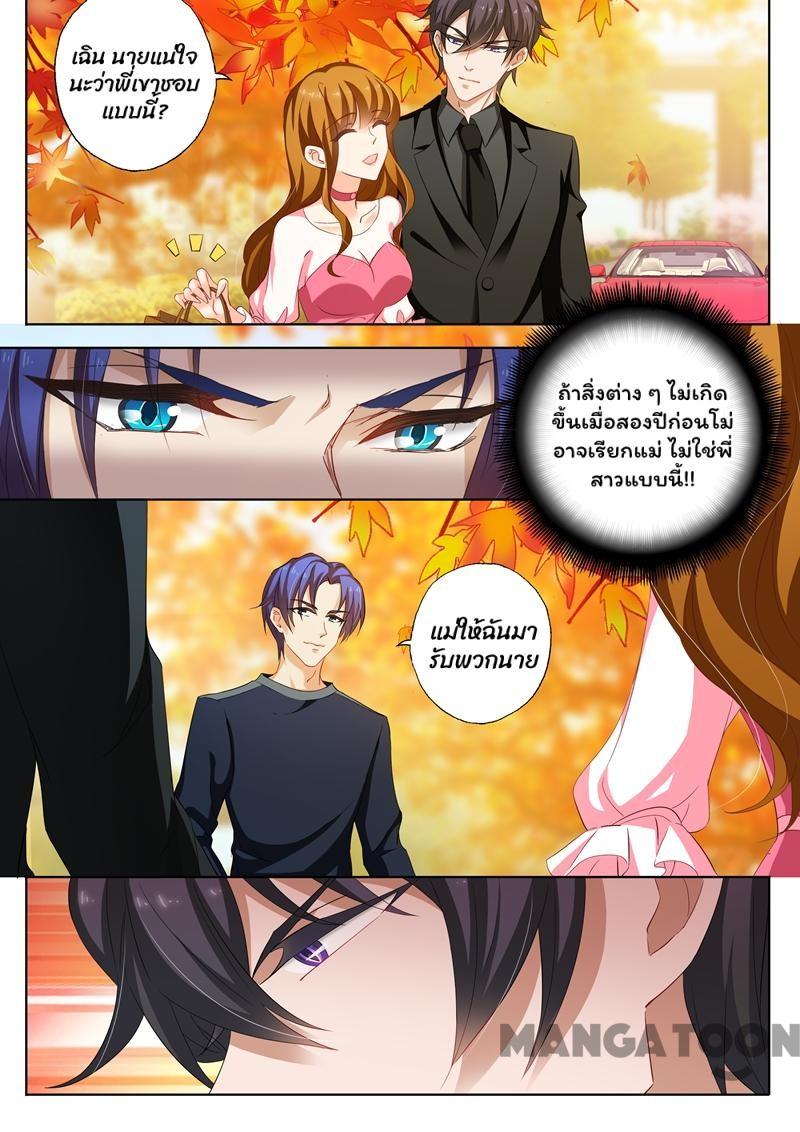 เฉิน นายแน่ใจ
นะว่าพี่เขาชอบ
แบบนี้?
ถ้าสิ่งต่าง ๆ ไม่เกิด
ขึ้นเมื่อสองปีก่อนโม่
อาจเรียกแม่ ไม่ใช่พี่
สาวแบบนี้!!
แม่ให้ฉันมา
รับพวกนาย
MANGATOON